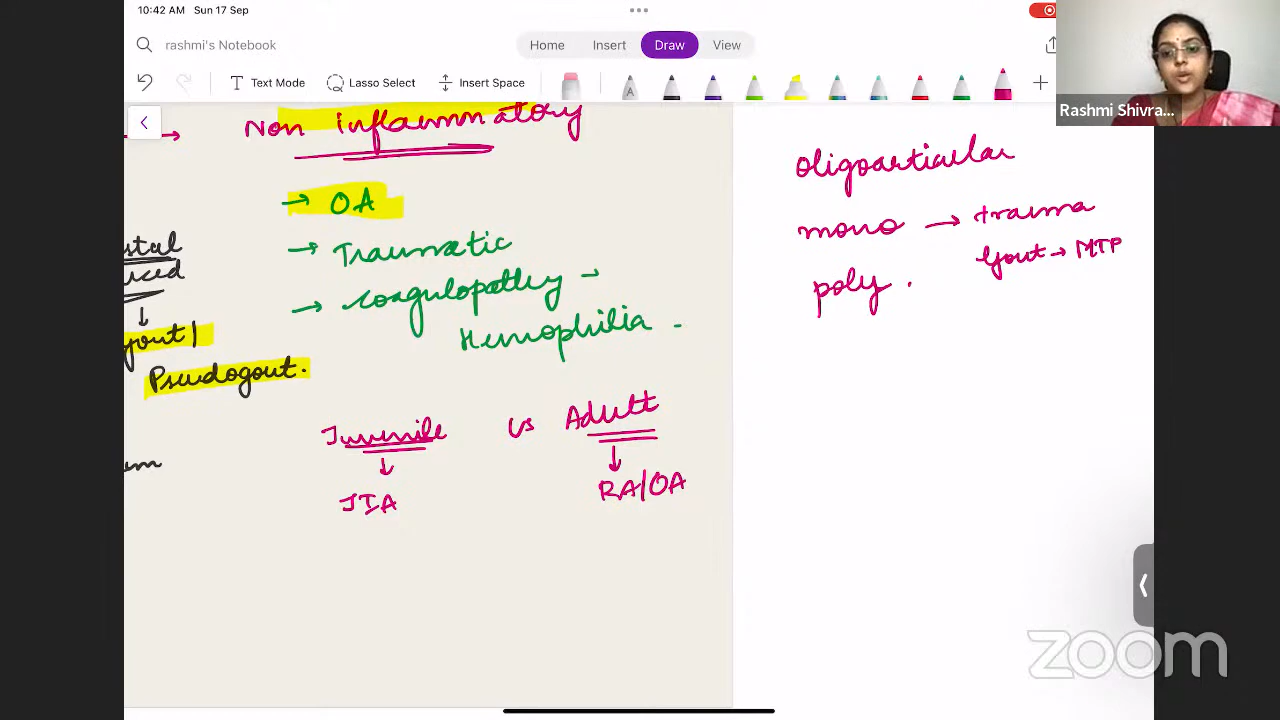 10:42 AM Sun 17 Sep
rashmi's Notebook
Home Insert Draw View
Text Mode
Lasso Select
Insert Space
Rashmi Shivra...
Non inflammatory
→ OA
→ Traumatic
→ Coagulopathy -
Hemophilia -
Pseudogout.
Juvenile vs Adult
↓ ↓
JIA RA/OA
oligoarticular
mono → trauma
Gout → MTP
poly .
zoom